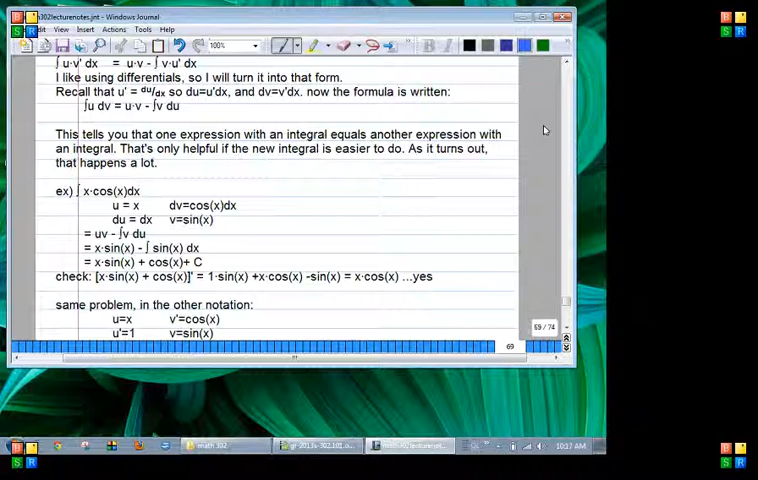 n302lecturenotes.jnt - Windows Journal
View Insert Actions Tools Help
100%
∫ u·v' dx = u·v - ∫ v·u' dx
I like using differentials, so I will turn it into that form.
Recall that u' = du/dx so du=u'dx, and dv=v'dx. now the formula is written:
∫u dv = u·v - ∫v du
This tells you that one expression with an integral equals another expression with
an integral. That's only helpful if the new integral is easier to do. As it turns out,
that happens a lot.
ex) ∫ x·cos(x)dx
u = x dv=cos(x)dx
du = dx v=sin(x)
= uv - ∫v du
= x·sin(x) - ∫ sin(x) dx
= x·sin(x) + cos(x)+ C
check: [x·sin(x) + cos(x)]' = 1·sin(x) +x·cos(x) -sin(x) = x·cos(x) ...yes
same problem, in the other notation:
u=x v'=cos(x)
u'=1 v=sin(x)
69 / 74
69
math 302
10:17 AM
B
S R
B
S R
B
S R
B
S R